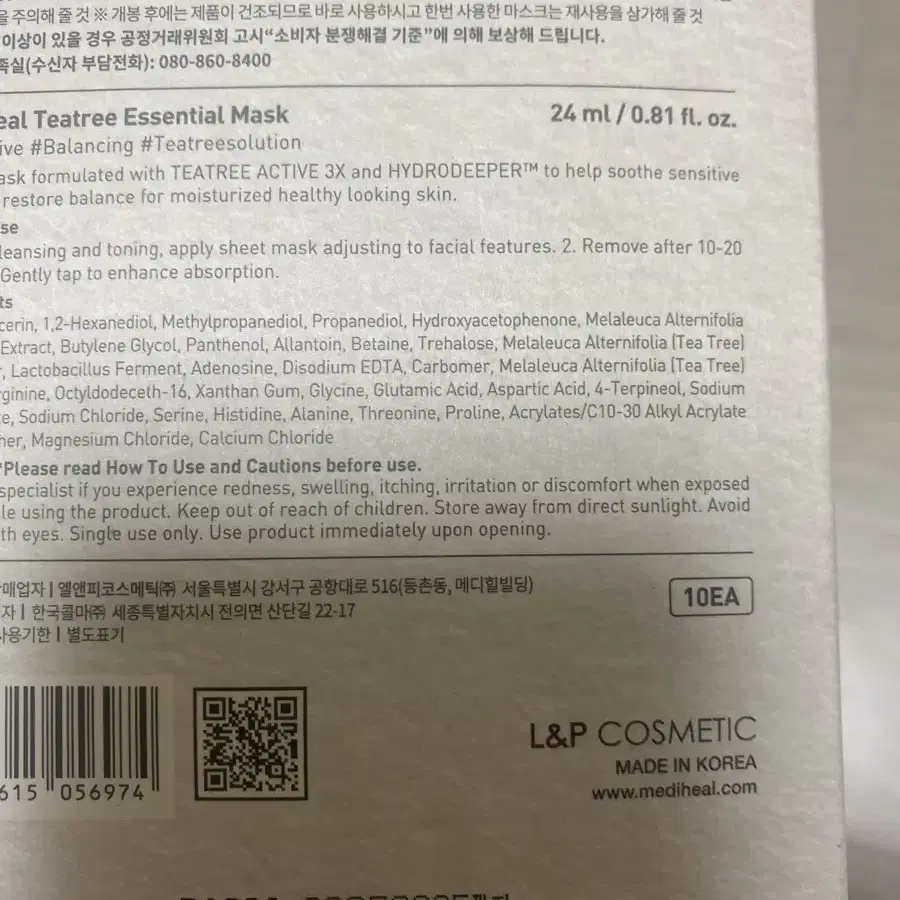 을 주의해 줄 것 ※ 개봉 후에는 제품이 건조되므로 바로 사용하시고 한번 사용한 마스크는 재사용을 삼가해 줄 것
이상이 있을 경우 공정거래위원회 고시"소비자 분쟁해결 기준"에 의해 보상해 드립니다.
족실(수신자 부담전화): 080-860-8400
eal Teatree Essential Mask 24 ml / 0.81 fl. oz.
ive #Balancing #Teatreesolution
ask formulated with TEATREE ACTIVE 3X and HYDRODEEPER™ to help soothe sensitive
restore balance for moisturized healthy looking skin.
se
leansing and toning, apply sheet mask adjusting to facial features. 2. Remove after 10-20
Gently tap to enhance absorption.
ts
cerin, 1,2-Hexanediol, Methylpropanediol, Propanediol, Hydroxyacetophenone, Melaleuca Alternifolia
Extract, Butylene Glycol, Panthenol, Allantoin, Betaine, Trehalose, Melaleuca Alternifolia (Tea Tree)
r, Lactobacillus Ferment, Adenosine, Disodium EDTA, Carbomer, Melaleuca Alternifolia (Tea Tree)
rginine, Octyldodeceth-16, Xanthan Gum, Glycine, Glutamic Acid, Aspartic Acid, 4-Terpineol, Sodium
te, Sodium Chloride, Serine, Histidine, Alanine, Threonine, Proline, Acrylates/C10-30 Alkyl Acrylate
her, Magnesium Chloride, Calcium Chloride
*Please read How To Use and Cautions before use.
specialist if you experience redness, swelling, itching, irritation or discomfort when exposed
le using the product. Keep out of reach of children. Store away from direct sunlight. Avoid
th eyes. Single use only. Use product immediately upon opening.
매업자 | 엘앤피코스메틱㈜ 서울특별시 강서구 공항대로 516(등촌동, 메디힐빌딩)
자 | 한국콜마㈜ 세종특별자치시 전의면 산단길 22-17
사용기한 | 별도표기
10EA
615 056974
L&P COSMETIC
MADE IN KOREA
www.mediheal.com